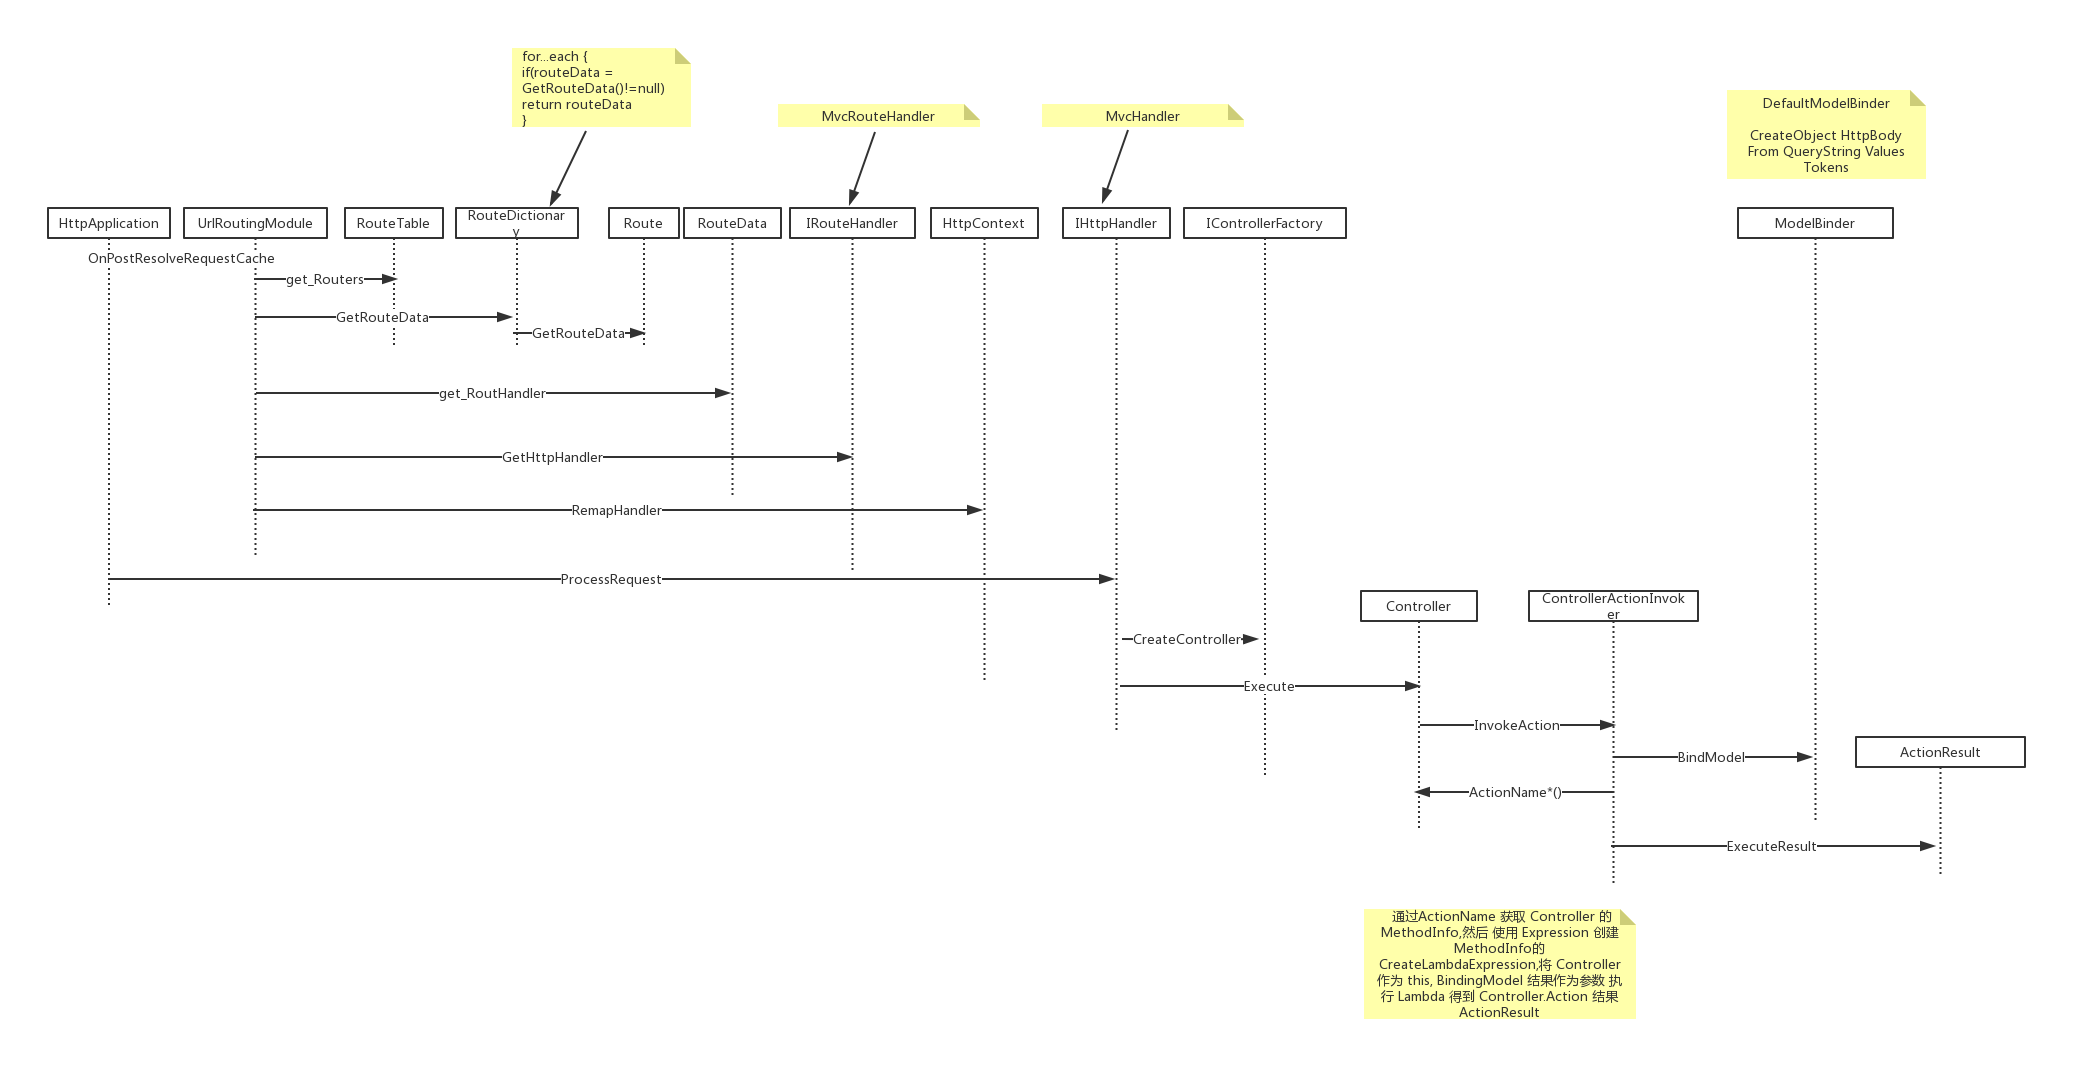 for...each {
if(routeData =
GetRouteData()!=null)
return routeData
}
MvcRouteHandler
MvcHandler
DefaultModelBinder
CreateObject HttpBody
From QueryString Values
Tokens
HttpApplication
UrlRoutingModule
RouteTable
RouteDictionar
y
Route
RouteData
IRouteHandler
HttpContext
IHttpHandler
IControllerFactory
ModelBinder
OnPostResolveRequestCache
get_Routers
GetRouteData
GetRouteData
get_RoutHandler
GetHttpHandler
RemapHandler
ProcessRequest
Controller
ControllerActionInvok
er
CreateController
Execute
InvokeAction
BindModel
ActionResult
ActionName*()
ExecuteResult
通过ActionName 获取 Controller 的
MethodInfo,然后 使用 Expression 创建
MethodInfo的
CreateLambdaExpression,将 Controller
作为 this, BindingModel 结果作为参数 执
行 Lambda 得到 Controller.Action 结果
ActionResult